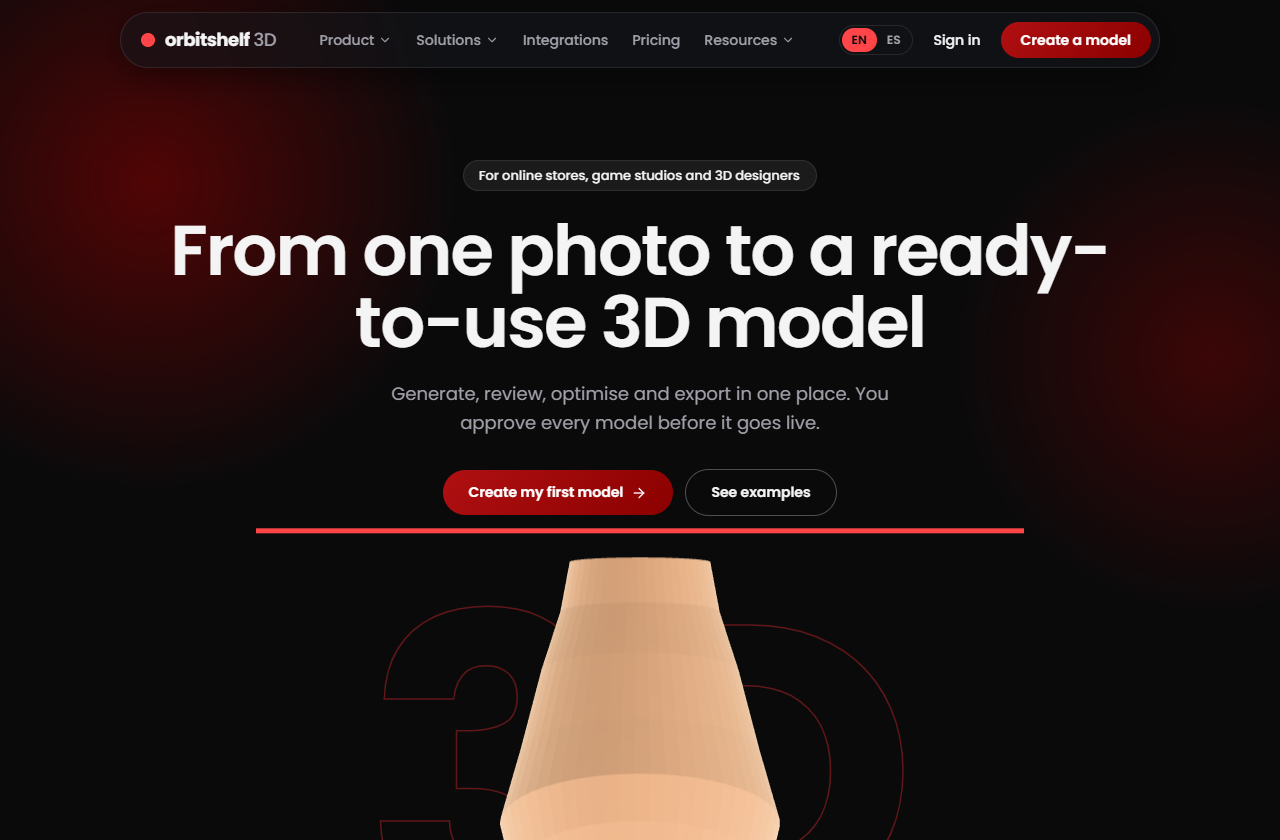 orbitshelf 3D
Product
Solutions
Integrations
Pricing
Resources
EN
ES
Sign in
Create a model
For online stores, game studios and 3D designers
From one photo to a ready-
to-use 3D model
Generate, review, optimise and export in one place. You
approve every model before it goes live.
Create my first model →
See examples
3D